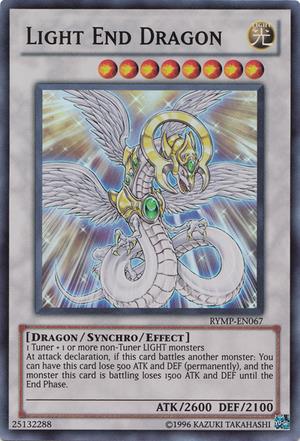 LIGHT END DRAGON
LIGHT
光
RYMP-EN067
[DRAGON / SYNCHRO / EFFECT]
1 Tuner + 1 or more non-Tuner LIGHT monsters
At attack declaration, if this card battles another monster: You
can have this card lose 500 ATK and DEF (permanently), and the
monster this card is battling loses 1500 ATK and DEF until the
End Phase.
ATK/2600 DEF/2100
25132288
©1996 KAZUKI TAKAHASHI